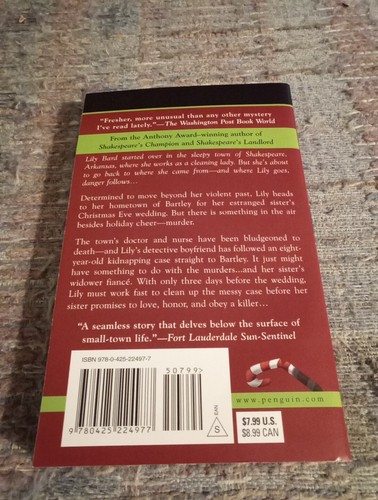 "Fresher, more unusual than any other mystery
I've read lately."—The Washington Post Book World
From the Anthony Award–winning author of
Shakespeare's Champion and Shakespeare's Landlord
Lily Bard started over in the sleepy town of Shakespeare,
Arkansas, where she works as a cleaning lady. But she's about
to go back to where she came from—and where Lily goes,
danger follows…
Determined to move beyond her violent past, Lily heads
to her hometown of Bartley for her estranged sister's
Christmas Eve wedding. But there is something in the air
besides holiday cheer—murder.
The town's doctor and nurse have been bludgeoned to
death—and Lily's detective boyfriend has followed an eight-
year-old kidnapping case straight to Bartley. It just might
have something to do with the murders…and her sister's
widower fiancé. With only three days before the wedding,
Lily must work fast to clean up the messy case before her
sister promises to love, honor, and obey a killer…
"A seamless story that delves below the surface of
small-town life."—Fort Lauderdale Sun-Sentinel
ISBN 978-0-425-22497-7
50799
9 780425 224977
S
EAN
www.penguin.com
$7.99 U.S.
$8.99 CAN